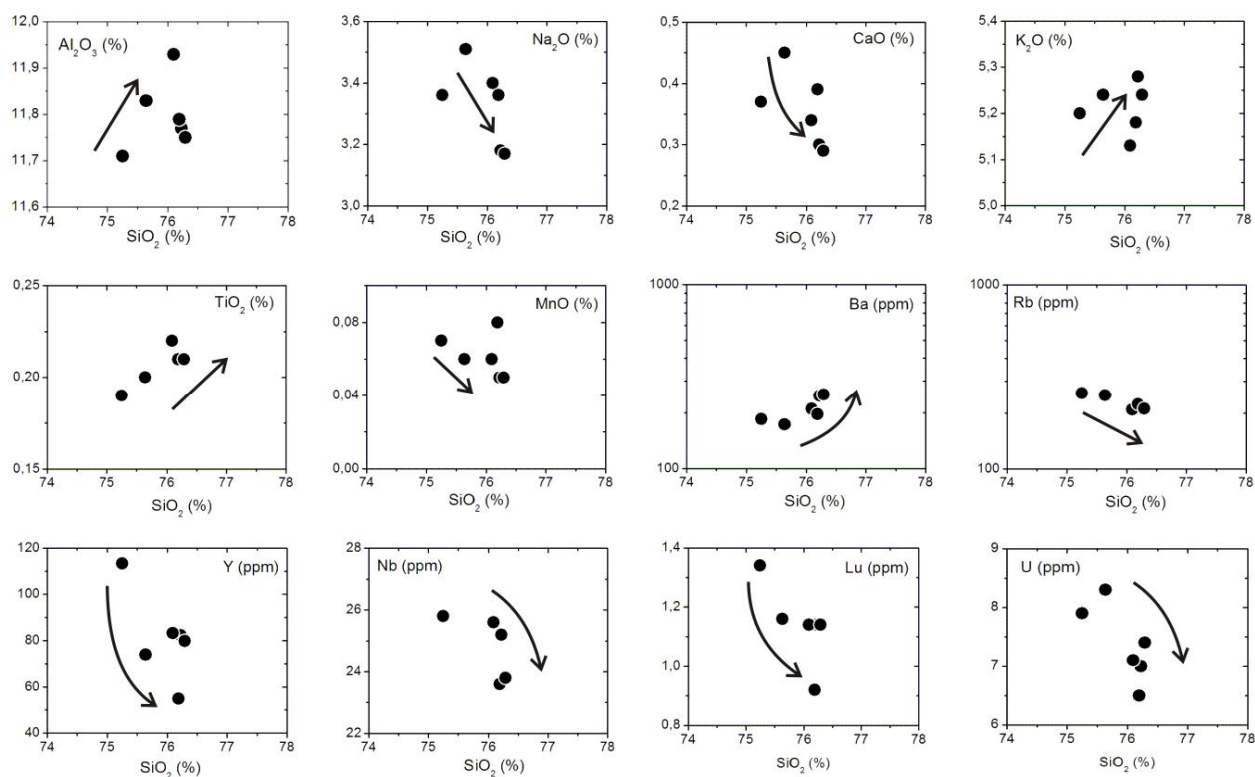 Al₂O₃ (%)
12,0
11,9
11,8
11,7
11,6
74 75 76 77 78
SiO₂ (%)
Na₂O (%)
3,6
3,4
3,2
3,0
74 75 76 77 78
SiO₂ (%)
CaO (%)
0,5
0,4
0,3
0,2
74 75 76 77 78
SiO₂ (%)
K₂O (%)
5,4
5,3
5,2
5,1
5,0
74 75 76 77 78
SiO₂ (%)
TiO₂ (%)
0,25
0,20
0,15
74 75 76 77 78
SiO₂ (%)
MnO (%)
0,08
0,04
0,00
74 75 76 77 78
SiO₂ (%)
Ba (ppm)
1000
100
74 75 76 77 78
SiO₂ (%)
Rb (ppm)
1000
100
74 75 76 77 78
SiO₂ (%)
Y (ppm)
120
100
80
60
40
74 75 76 77 78
SiO₂ (%)
Nb (ppm)
28
26
24
22
74 75 76 77 78
SiO₂ (%)
Lu (ppm)
1,4
1,2
1,0
0,8
74 75 76 77 78
SiO₂ (%)
U (ppm)
9
8
7
6
74 75 76 77 78
SiO₂ (%)